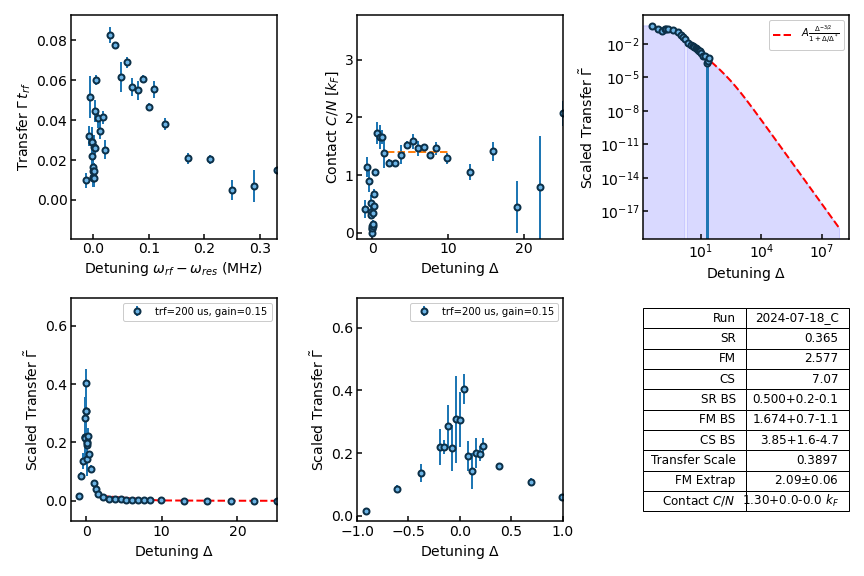 0.08
0.06
0.04
0.02
0.00
Transfer Γ t_rf
0.0
0.1
0.2
0.3
Detuning ω_rf − ω_res (MHz)
3
2
1
0
Contact C/N [k_F]
0
10
20
Detuning Δ
10^−2
10^−5
10^−8
10^−11
10^−14
10^−17
Scaled Transfer Γ̃
A Δ^−3/2 / 1 + Δ/Δ*
10^1
10^4
10^7
Detuning Δ
0.6
0.4
0.2
0.0
Scaled Transfer Γ̃
trf=200 us, gain=0.15
0
10
20
Detuning Δ
0.6
0.4
0.2
0.0
Scaled Transfer Γ̃
trf=200 us, gain=0.15
−1.0
−0.5
0.0
0.5
1.0
Detuning Δ
Run 2024-07-18_C
SR 0.365
FM 2.577
CS 7.07
SR BS 0.500+0.2-0.1
FM BS 1.674+0.7-1.1
CS BS 3.85+1.6-4.7
Transfer Scale 0.3897
FM Extrap 2.09±0.06
Contact C/N 1.30+0.0-0.0 k_F